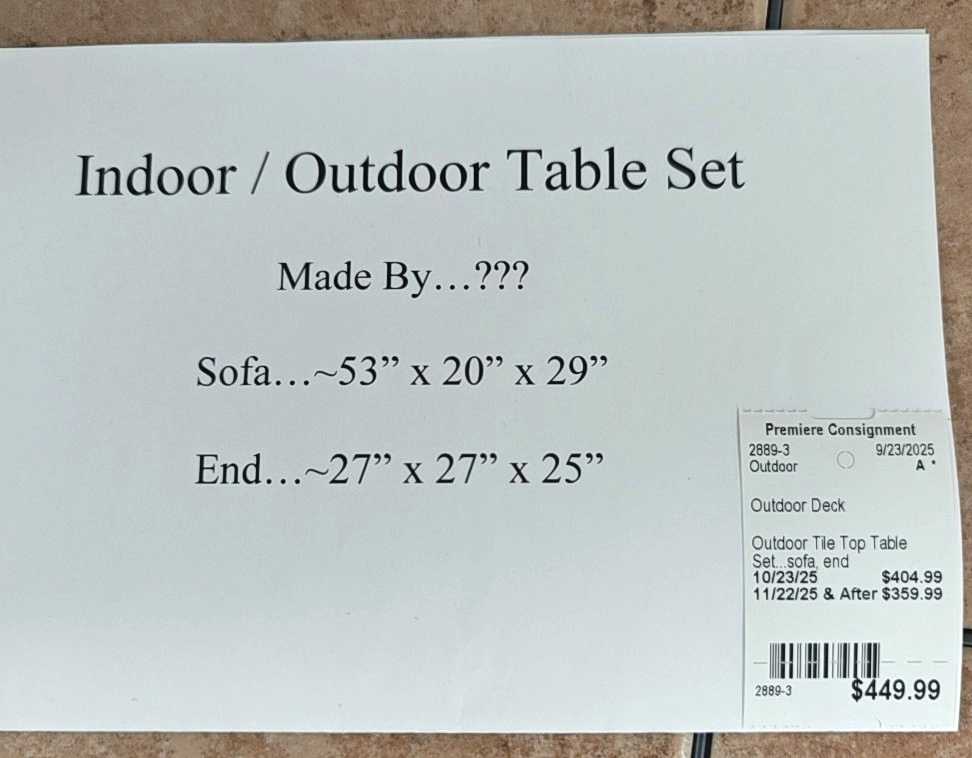 Indoor / Outdoor Table Set
Made By…???
Sofa…~53” x 20” x 29”
End…~27” x 27” x 25”
Premiere Consignment
2889-3 9/23/2025
Outdoor A *
Outdoor Deck
Outdoor Tile Top Table
Set...sofa, end
10/23/25 $404.99
11/22/25 & After $359.99
2889-3 $449.99